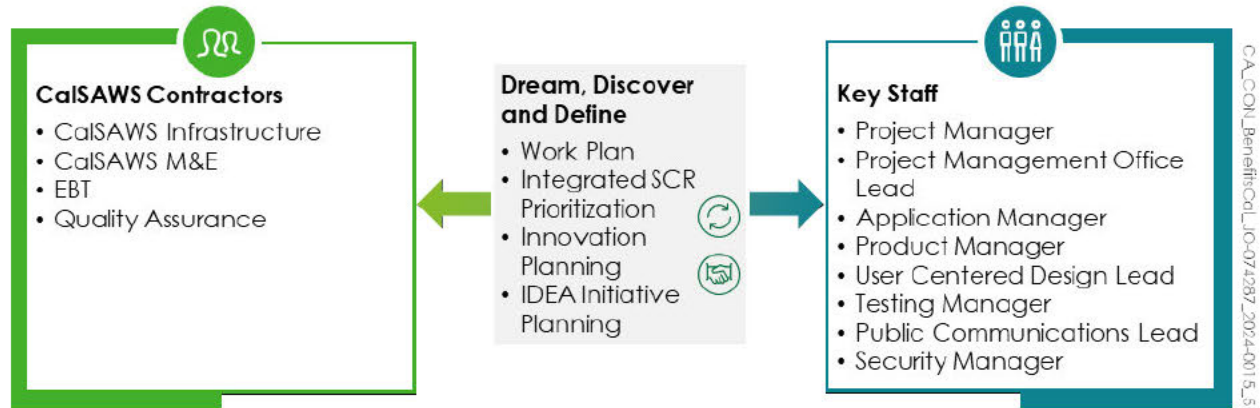 CalSAWS Contractors
• CalSAWS Infrastructure
• CalSAWS M&E
• EBT
• Quality Assurance
Dream, Discover
and Define
• Work Plan
• Integrated SCR
Prioritization
• Innovation
Planning
• IDEA Initiative
Planning
Key Staff
• Project Manager
• Project Management Office
Lead
• Application Manager
• Product Manager
• User Centered Design Lead
• Testing Manager
• Public Communications Lead
• Security Manager
CA_CON_BenefitsCal_JO-074287_2024-0015_5